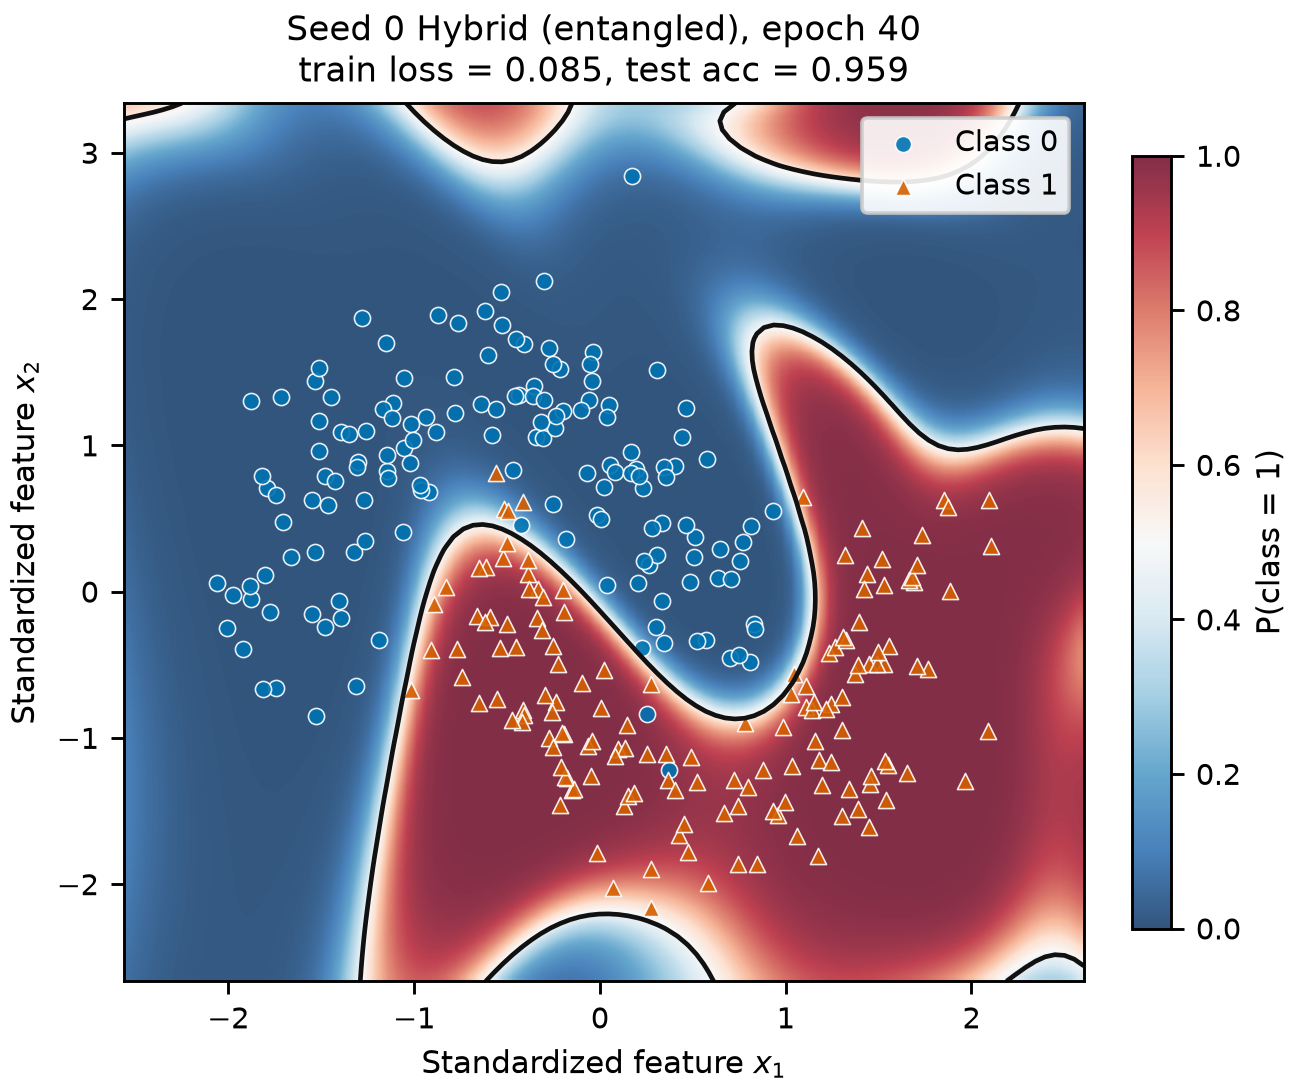 Seed 0 Hybrid (entangled), epoch 40
train loss = 0.085, test acc = 0.959
Class 0
Class 1
Standardized feature x₂
3
2
1
0
−1
−2
−2
−1
0
1
2
Standardized feature x₁
1.0
0.8
0.6
0.4
0.2
0.0
P(class = 1)